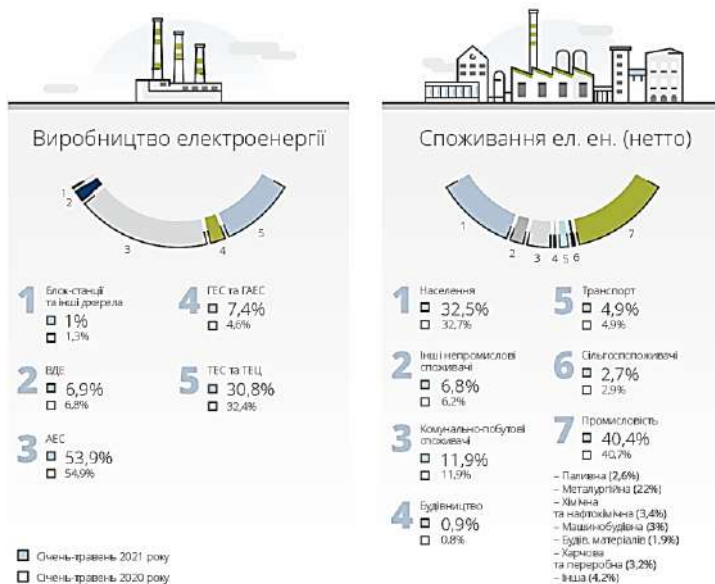 Виробництво електроенергії
1
2
3
4
5
1 Блок-станції
та інші джерела
1%
1,3%
2 ВДЕ
6,9%
6,8%
3 АЕС
53,9%
54,9%
4 ГЕС та ГАЕС
7,4%
4,6%
5 ТЕС та ТЕЦ
30,8%
32,4%
Січень-травень 2021 року
Січень-травень 2020 року
Споживання ел. ен. (нетто)
1
2
3
4
5
6
7
1 Населення
32,5%
32,7%
2 Інші непромислові
споживачі
6,8%
6,2%
3 Комунально-побутові
споживачі
11,9%
11,9%
4 Будівництво
0,9%
0,8%
5 Транспорт
4,9%
4,9%
6 Сільгоспспоживачі
2,7%
2,9%
7 Промисловість
40,4%
40,7%
– Паливна (2,6%)
– Металургійна (22%)
– Хімічна
та нафтохімічна (3,4%)
– Машинобудівна (3%)
– Будів. матеріалів (1,9%)
– Харчова
та переробна (3,2%)
– Інша (4,2%)